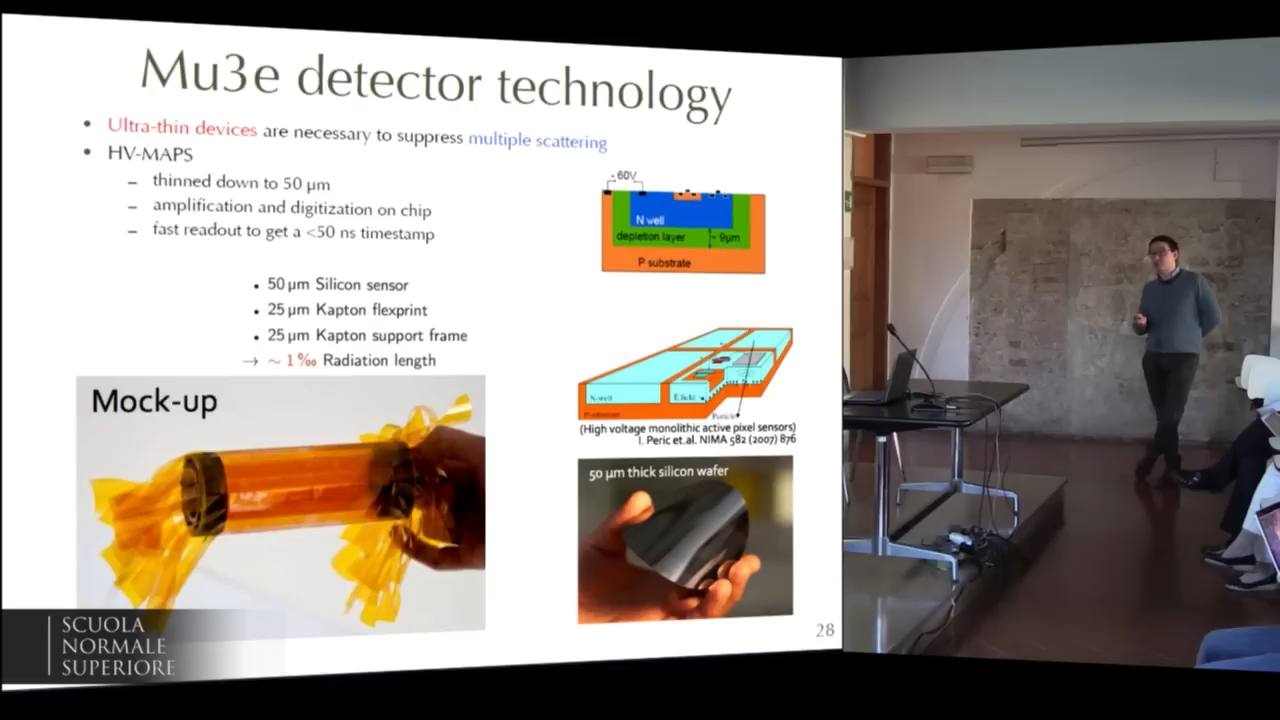 Mu3e detector technology
• Ultra-thin devices are necessary to suppress multiple scattering
• HV-MAPS
– thinned down to 50 µm
– amplification and digitization on chip
– fast readout to get a <50 ns timestamp
• 50 µm Silicon sensor
• 25 µm Kapton flexprint
• 25 µm Kapton support frame
→ ~ 1‰ Radiation length
- 60V
N well
depletion layer
~ 9µm
P substrate
N-well
E field
P-substrate
Particle
(High voltage monolithic active pixel sensors)
I. Peric et.al. NIMA 582 (2007) 876
Mock-up
50 µm thick silicon wafer
28
SCUOLA
NORMALE
SUPERIORE